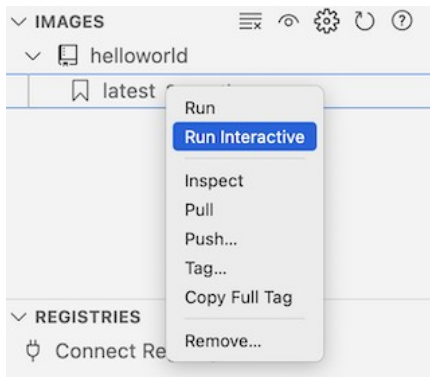 IMAGES
helloworld
latest
Run
Run Interactive
Inspect
Pull
Push...
Tag...
Copy Full Tag
Remove...
REGISTRIES
Connect Re